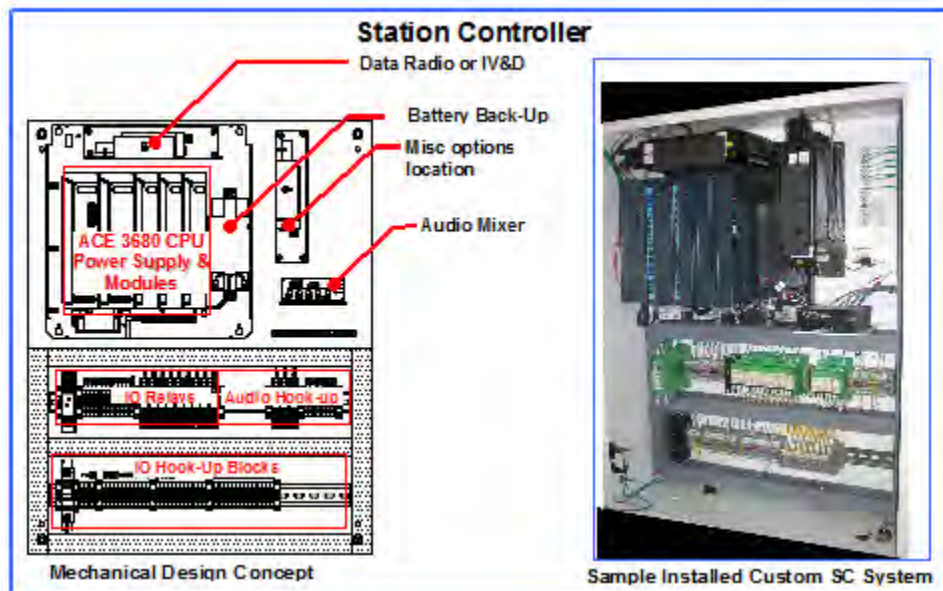 Station Controller
Data Radio or IV&D
Battery Back-Up
Misc options
location
Audio Mixer
ACE 3680 CPU
Power Supply &
Modules
IO Relays
Audio Hook-up
IO Hook-Up Blocks
Mechanical Design Concept
Sample Installed Custom SC System